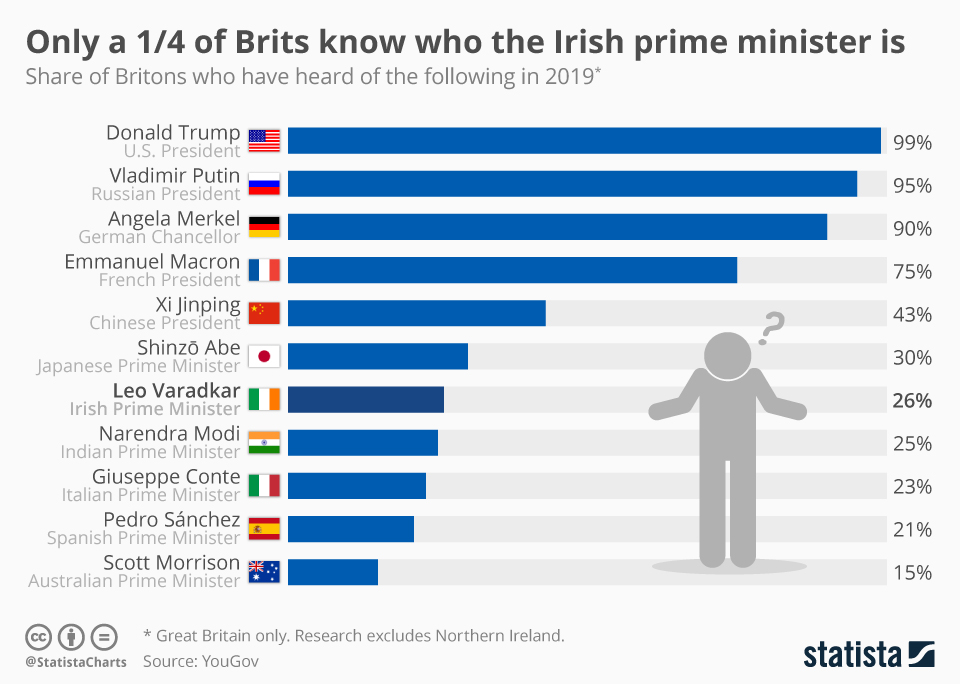 Only a 1/4 of Brits know who the Irish prime minister is
Share of Britons who have heard of the following in 2019*
Donald Trump
U.S. President
99%
Vladimir Putin
Russian President
95%
Angela Merkel
German Chancellor
90%
Emmanuel Macron
French President
75%
Xi Jinping
Chinese President
43%
Shinzō Abe
Japanese Prime Minister
30%
Leo Varadkar
Irish Prime Minister
26%
Narendra Modi
Indian Prime Minister
25%
Giuseppe Conte
Italian Prime Minister
23%
Pedro Sánchez
Spanish Prime Minister
21%
Scott Morrison
Australian Prime Minister
15%
?
cc
=
@StatistaCharts
* Great Britain only. Research excludes Northern Ireland.
Source: YouGov
statista